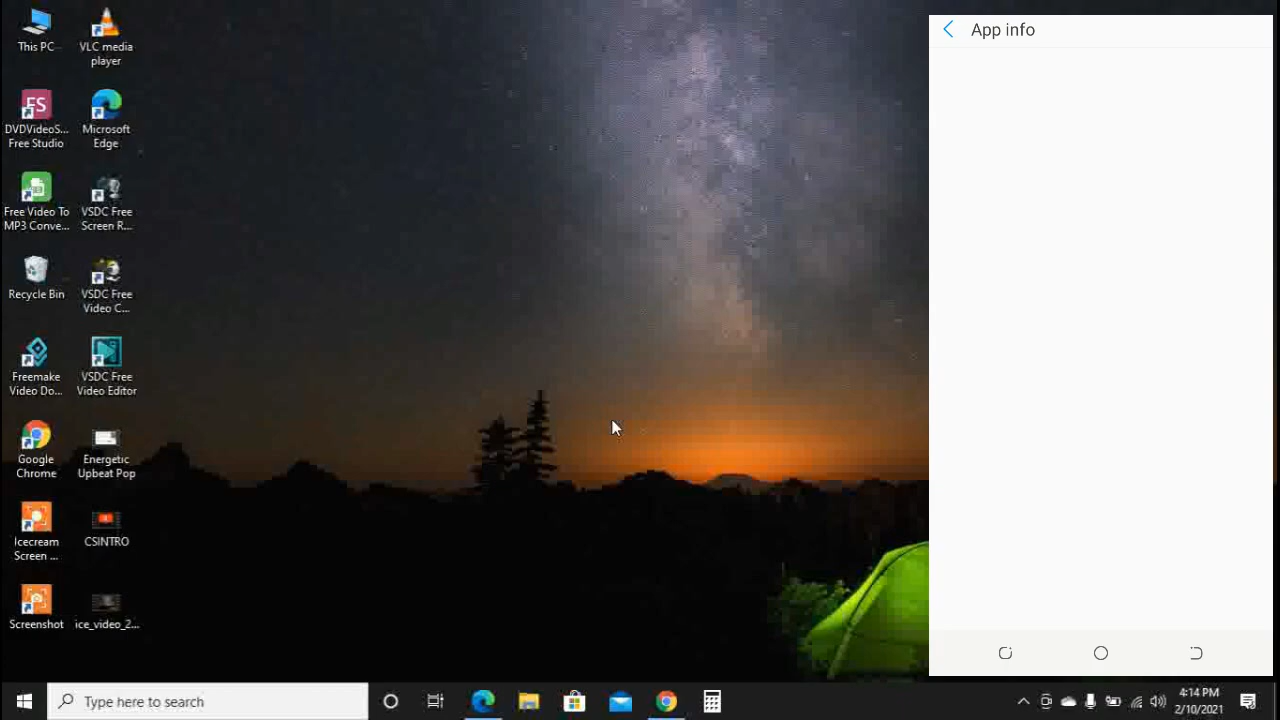 This PC
VLC media
player
FS
DVDVideoS...
Free Studio
Microsoft
Edge
Free Video To
MP3 Conve...
VSDC Free
Screen R...
Recycle Bin
VSDC Free
Video C...
Freemake
Video Do...
VSDC Free
Video Editor
Google
Chrome
Energetic
Upbeat Pop
Icecream
Screen ...
CSINTRO
Screenshot
ice_video_2...
App info
Type here to search
4:14 PM
2/10/2021